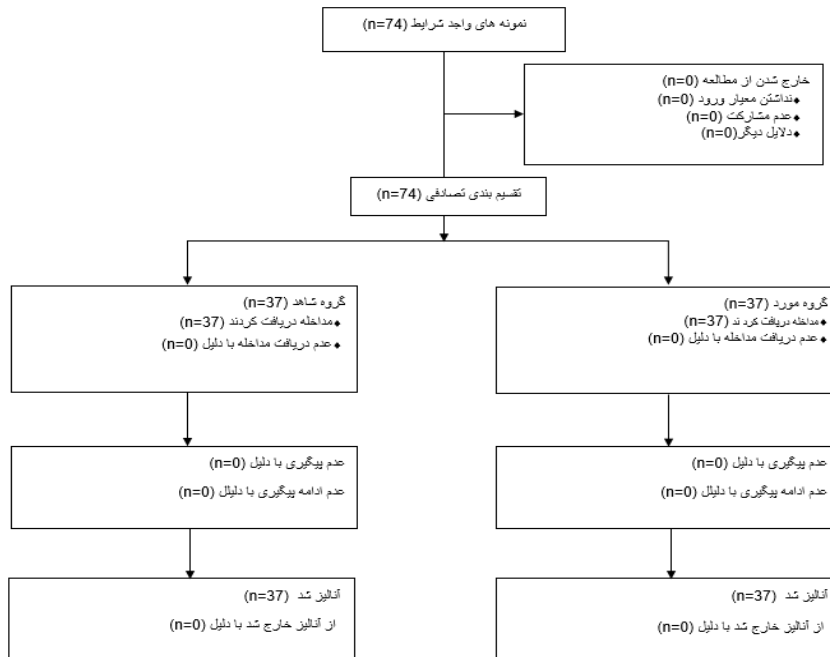 نمونه های واجد شرایط (n=74)
خارج شدن از مطالعه (n=0)
♦نداشتن معیار ورود (n=0)
♦عدم مشارکت (n=0)
♦دلایل دیگر(n=0)
تقسیم بندی تصادفی (n=74)
گروه مورد (n=37)
♦مداخله دریافت کرد ند (n=37)
♦عدم دریافت مداخله با دلیل (n=0)
گروه شاهد (n=37)
♦مداخله دریافت کردند (n=37)
♦عدم دریافت مداخله با دلیل (n=0)
عدم پیگیری با دلیل (n=0)
عدم ادامه پیگیری با دلیلل (n=0)
عدم پیگیری با دلیل (n=0)
عدم ادامه پیگیری با دلیلل (n=0)
آنالیز شد (n=37)
از آنالیز خارج شد با دلیل (n=0)
آنالیز شد (n=37)
از آنالیز خارج شد با دلیل (n=0)